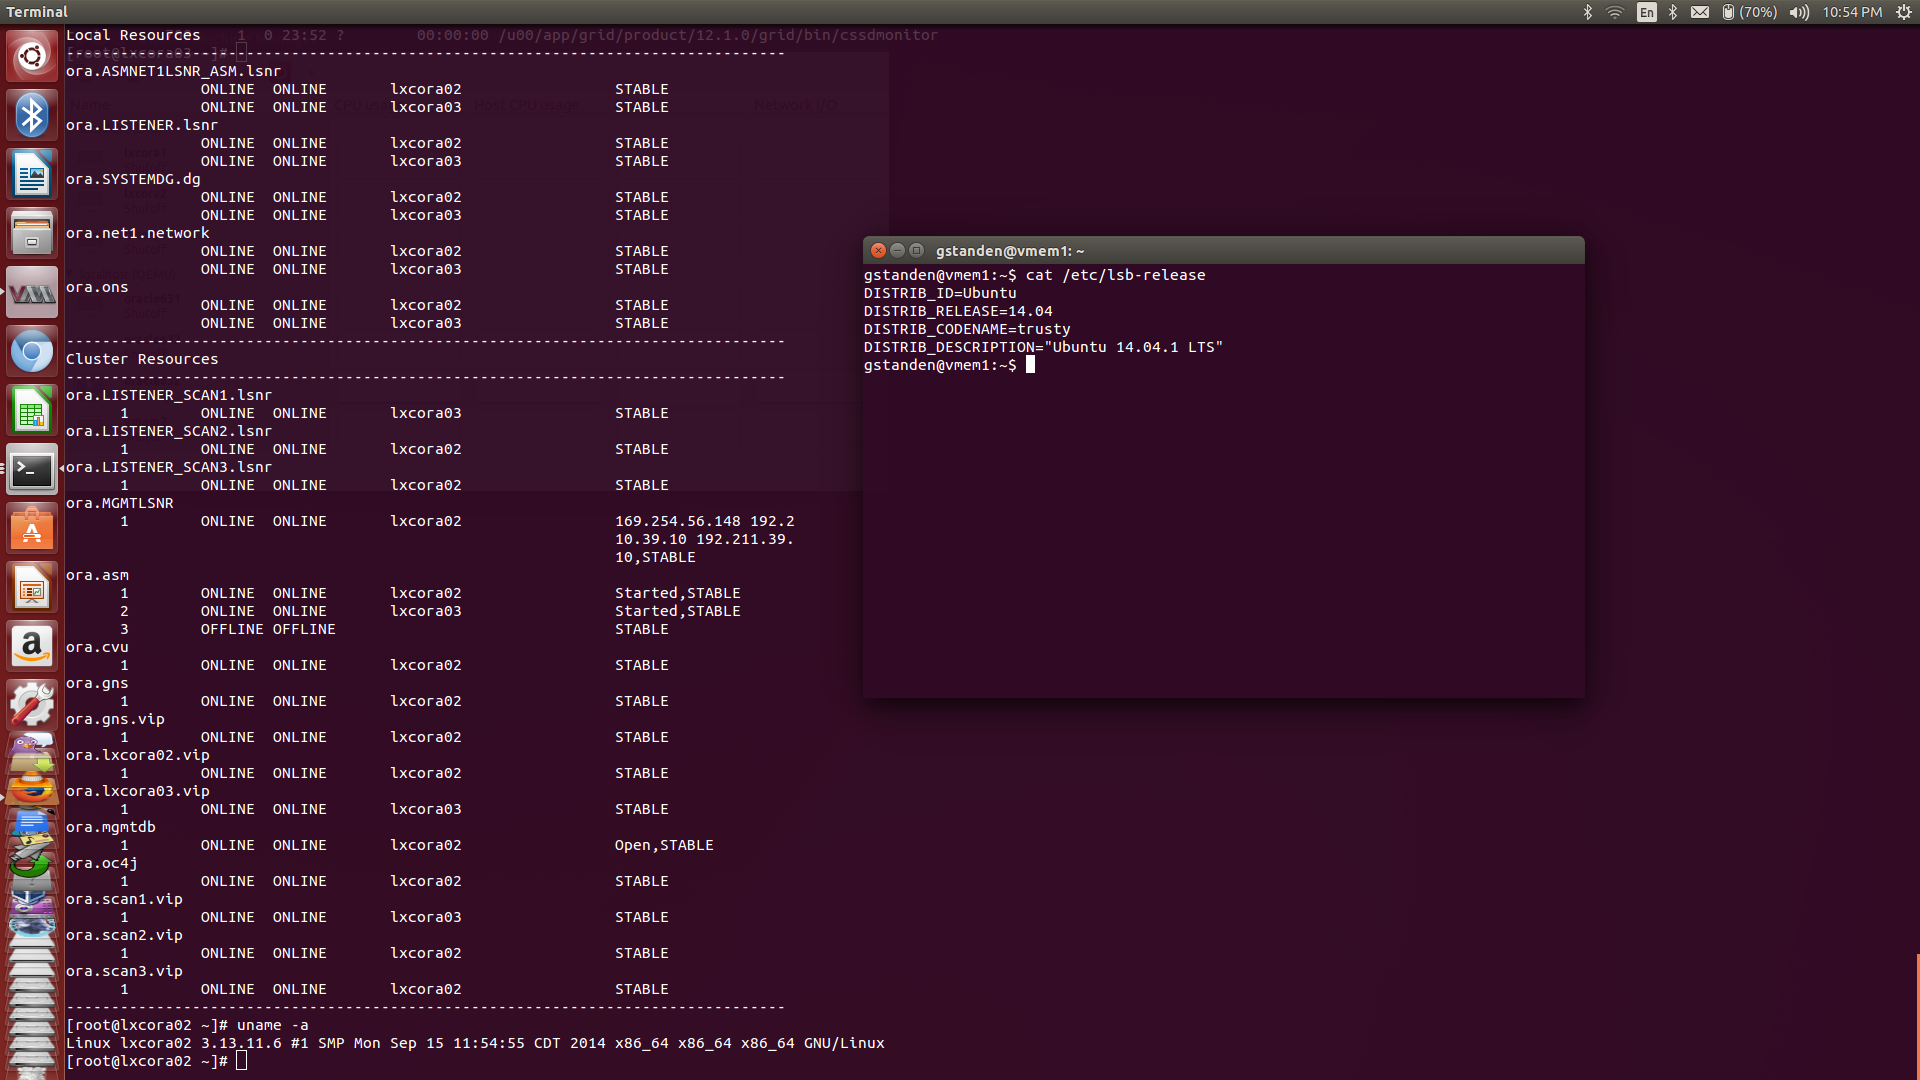 Terminal
En
(70%)
10:54 PM
Local Resources 1 0 23:52 ? 00:00:00 /u00/app/grid/product/12.1.0/grid/bin/cssdmonitor
[root@lxcora03 ~]#
--------------------------------------------------------------------------------
ora.ASMNET1LSNR_ASM.lsnr
ONLINE ONLINE lxcora02 STABLE
Name CPU usage Host CPU usage Network I/O
ONLINE ONLINE lxcora03 STABLE
ora.LISTENER.lsnr
ONLINE ONLINE lxcora02 STABLE
ONLINE ONLINE lxcora03 STABLE
ora.SYSTEMDG.dg
ONLINE ONLINE lxcora02 STABLE
ONLINE ONLINE lxcora03 STABLE
ora.net1.network
ONLINE ONLINE lxcora02 STABLE
ONLINE ONLINE lxcora03 STABLE
ora.ons
ONLINE ONLINE lxcora02 STABLE
ONLINE ONLINE lxcora03 STABLE
--------------------------------------------------------------------------------
Cluster Resources
--------------------------------------------------------------------------------
ora.LISTENER_SCAN1.lsnr
1 ONLINE ONLINE lxcora03 STABLE
ora.LISTENER_SCAN2.lsnr
1 ONLINE ONLINE lxcora02 STABLE
ora.LISTENER_SCAN3.lsnr
1 ONLINE ONLINE lxcora02 STABLE
ora.MGMTLSNR
1 ONLINE ONLINE lxcora02 169.254.56.148 192.2
10.39.10 192.211.39.
10,STABLE
ora.asm
1 ONLINE ONLINE lxcora02 Started,STABLE
2 ONLINE ONLINE lxcora03 Started,STABLE
3 OFFLINE OFFLINE STABLE
ora.cvu
1 ONLINE ONLINE lxcora02 STABLE
ora.gns
1 ONLINE ONLINE lxcora02 STABLE
ora.gns.vip
1 ONLINE ONLINE lxcora02 STABLE
ora.lxcora02.vip
1 ONLINE ONLINE lxcora02 STABLE
ora.lxcora03.vip
1 ONLINE ONLINE lxcora03 STABLE
ora.mgmtdb
1 ONLINE ONLINE lxcora02 Open,STABLE
ora.oc4j
1 ONLINE ONLINE lxcora02 STABLE
ora.scan1.vip
1 ONLINE ONLINE lxcora03 STABLE
ora.scan2.vip
1 ONLINE ONLINE lxcora02 STABLE
ora.scan3.vip
1 ONLINE ONLINE lxcora02 STABLE
--------------------------------------------------------------------------------
[root@lxcora02 ~]# uname -a
Linux lxcora02 3.13.11.6 #1 SMP Mon Sep 15 11:54:55 CDT 2014 x86_64 x86_64 x86_64 GNU/Linux
[root@lxcora02 ~]#
gstanden@vmem1: ~
gstanden@vmem1:~$ cat /etc/lsb-release
DISTRIB_ID=Ubuntu
DISTRIB_RELEASE=14.04
DISTRIB_CODENAME=trusty
DISTRIB_DESCRIPTION="Ubuntu 14.04.1 LTS"
gstanden@vmem1:~$